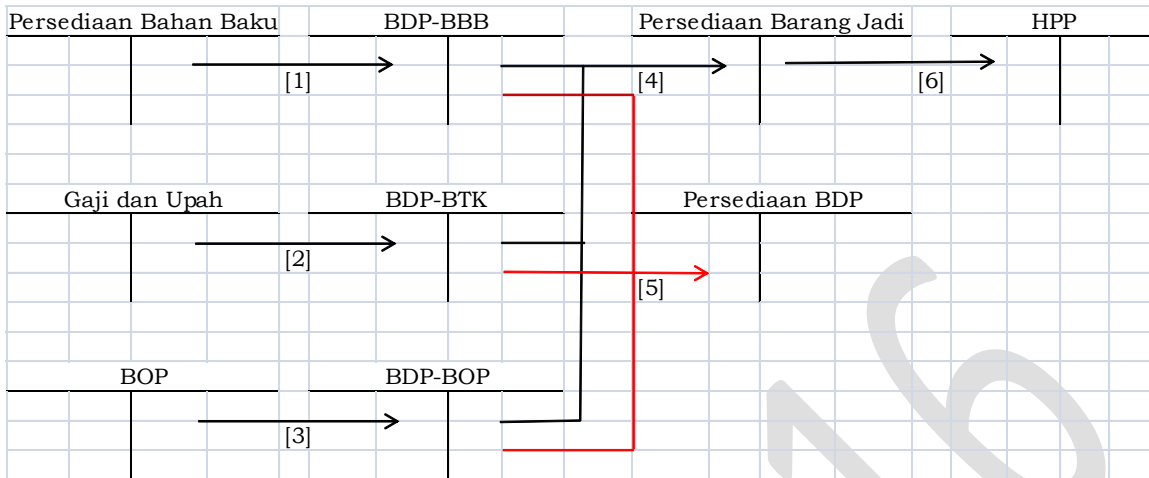 Persediaan Bahan Baku BDP-BBB Persediaan Barang Jadi HPP
[1] [4] [6]
Gaji dan Upah BDP-BTK Persediaan BDP
[2]
[5]
BOP BDP-BOP
[3]
16